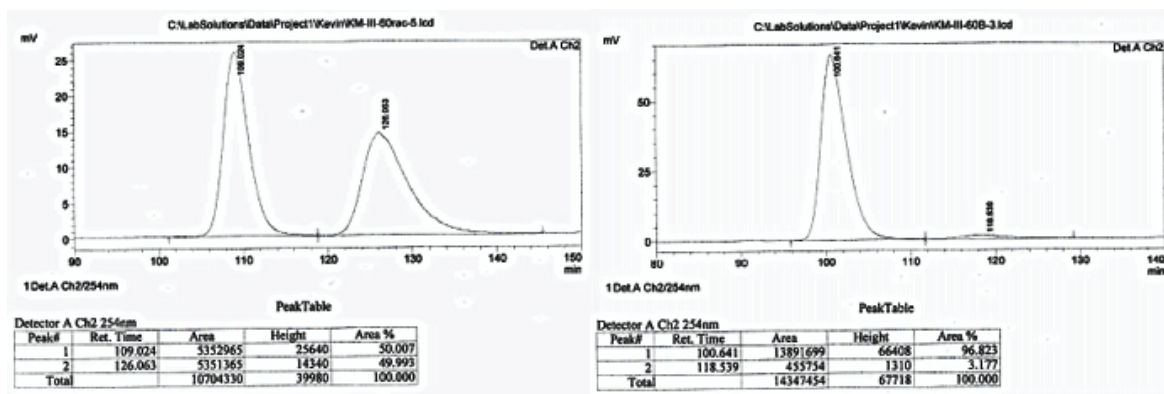 C:\LabSolutions\Data\Project1\Kevin\KM-III-60rac-5.lcd
mV
Det.A Ch2
109.024
126.063
25
20
15
10
5
0
90 100 110 120 130 140 150
min
1 Det.A Ch2/254nm
PeakTable
Detector A Ch2 254nm
Peak# Ret. Time Area Height Area %
1 109.024 5352965 25640 50.007
2 126.063 5351365 14340 49.993
Total 10704330 39980 100.000
C:\LabSolutions\Data\Project1\Kevin\KM-III-60B-3.lcd
mV
Det.A Ch2
100.641
118.539
50
25
0
80 90 100 110 120 130 140
min
1 Det.A Ch2/254nm
PeakTable
Detector A Ch2 254nm
Peak# Ret. Time Area Height Area %
1 100.641 13891699 66408 96.823
2 118.539 455754 1310 3.177
Total 14347454 67718 100.000